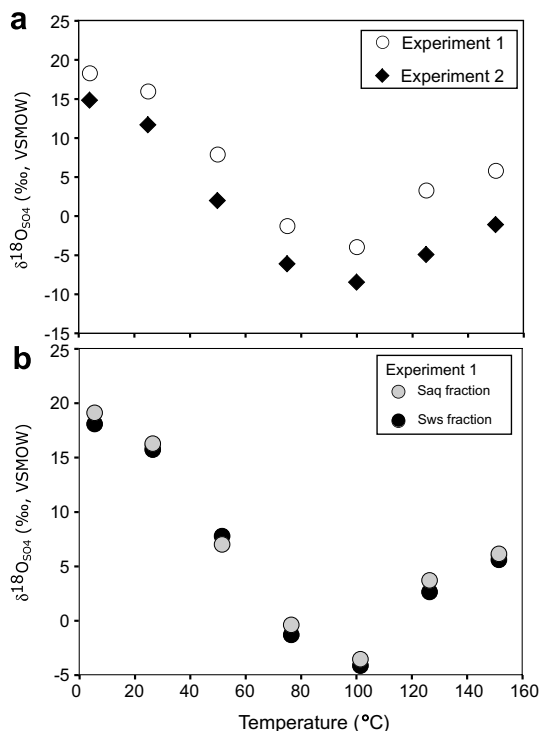 a
25
20
15
10
5
0
-5
-10
-15
δ18OSO4 (‰, VSMOW)
Experiment 1
Experiment 2
b
25
20
15
10
5
0
-5
δ18OSO4 (‰, VSMOW)
Experiment 1
Saq fraction
Sws fraction
0 20 40 60 80 100 120 140 160
Temperature (°C)